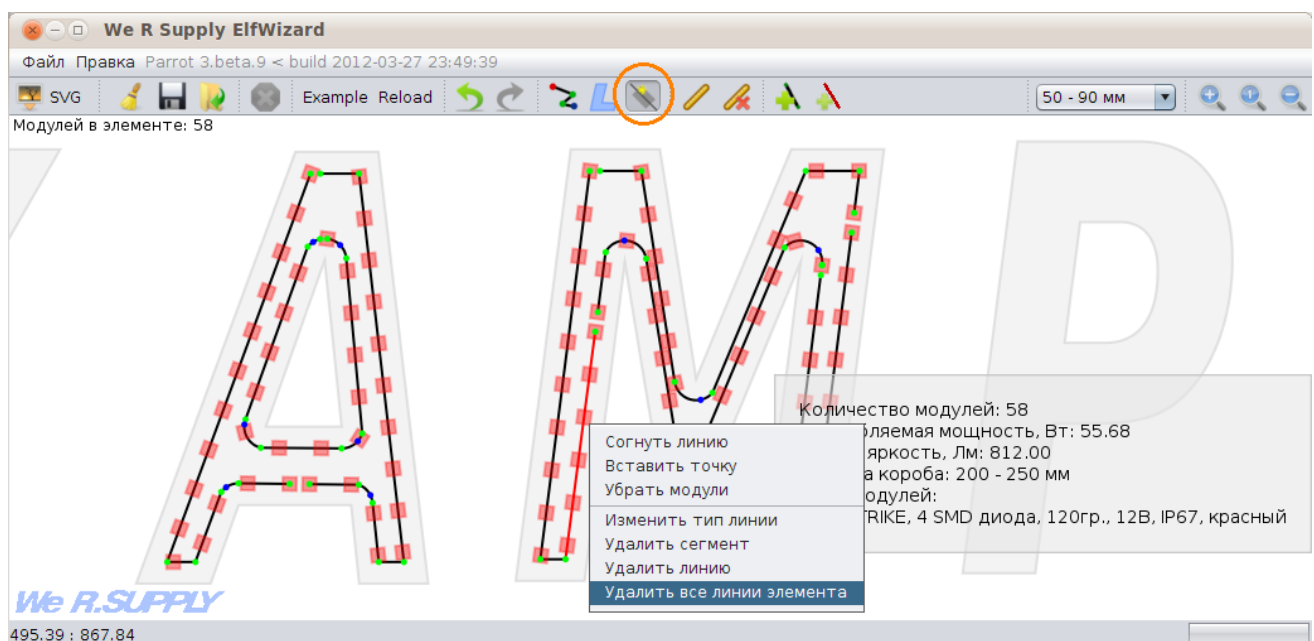 We R Supply ElfWizard
Файл Правка Parrot 3.beta.9 < build 2012-03-27 23:49:39
SVG Example Reload 50 - 90 мм
Модулей в элементе: 58
Количество модулей: 58
ляемая мощность, Вт: 55.68
яркость, Лм: 812.00
а короба: 200 - 250 мм
одулей:
RIKE, 4 SMD диода, 120гр., 12В, IP67, красный
Согнуть линию
Вставить точку
Убрать модули
Изменить тип линии
Удалить сегмент
Удалить линию
Удалить все линии элемента
We R.SUPPLY
495.39 : 867.84